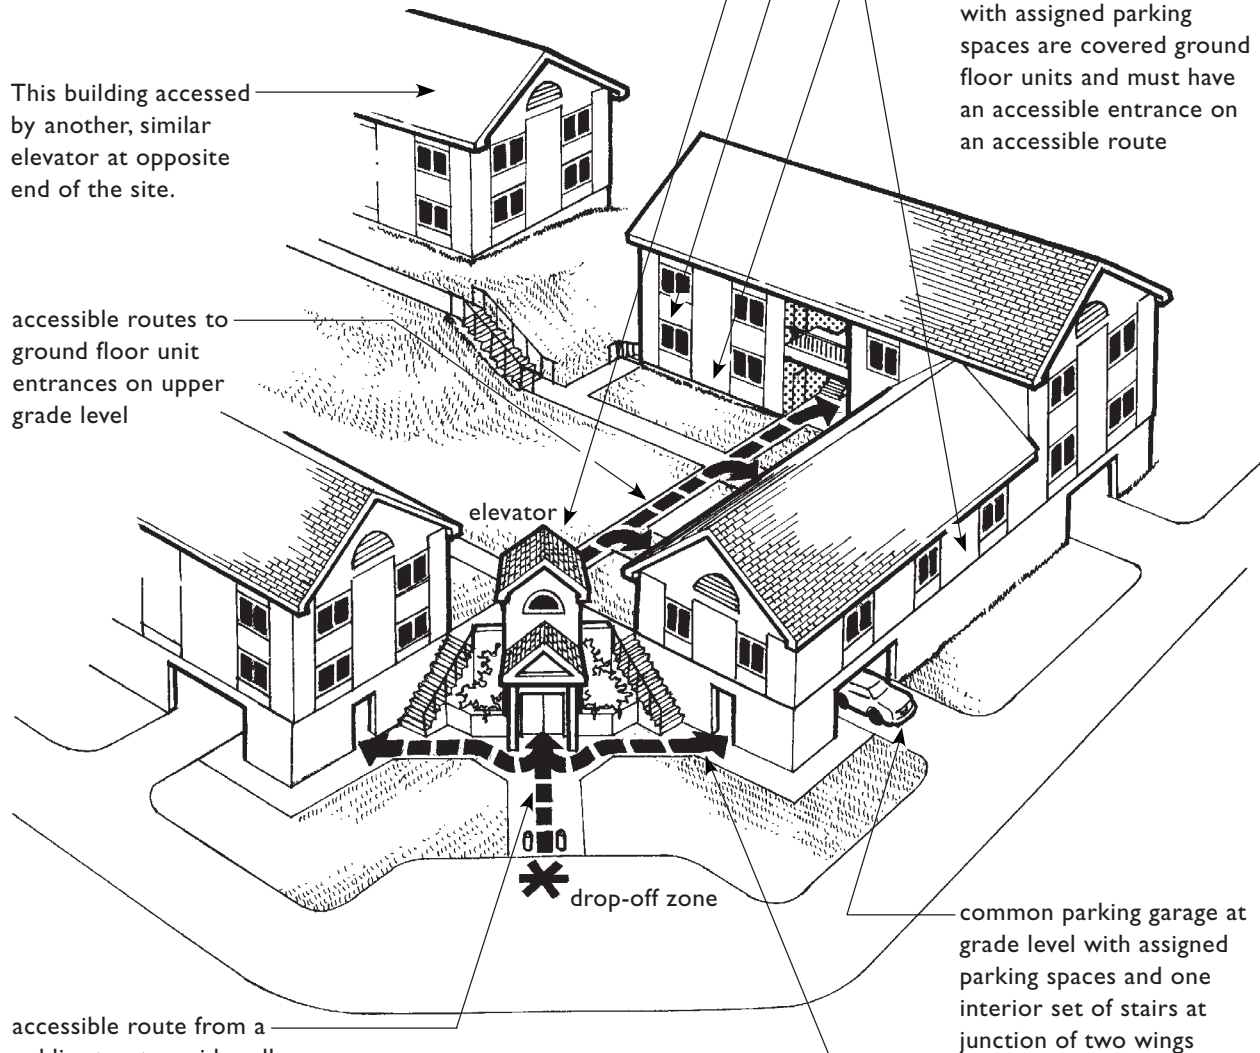 with assigned parking
spaces are covered ground
floor units and must have
an accessible entrance on
an accessible route
This building accessed
by another, similar
elevator at opposite
end of the site.
accessible routes to
ground floor unit
entrances on upper
grade level
elevator
drop-off zone
common parking garage at
grade level with assigned
parking spaces and one
interior set of stairs at
junction of two wings
accessible route from a